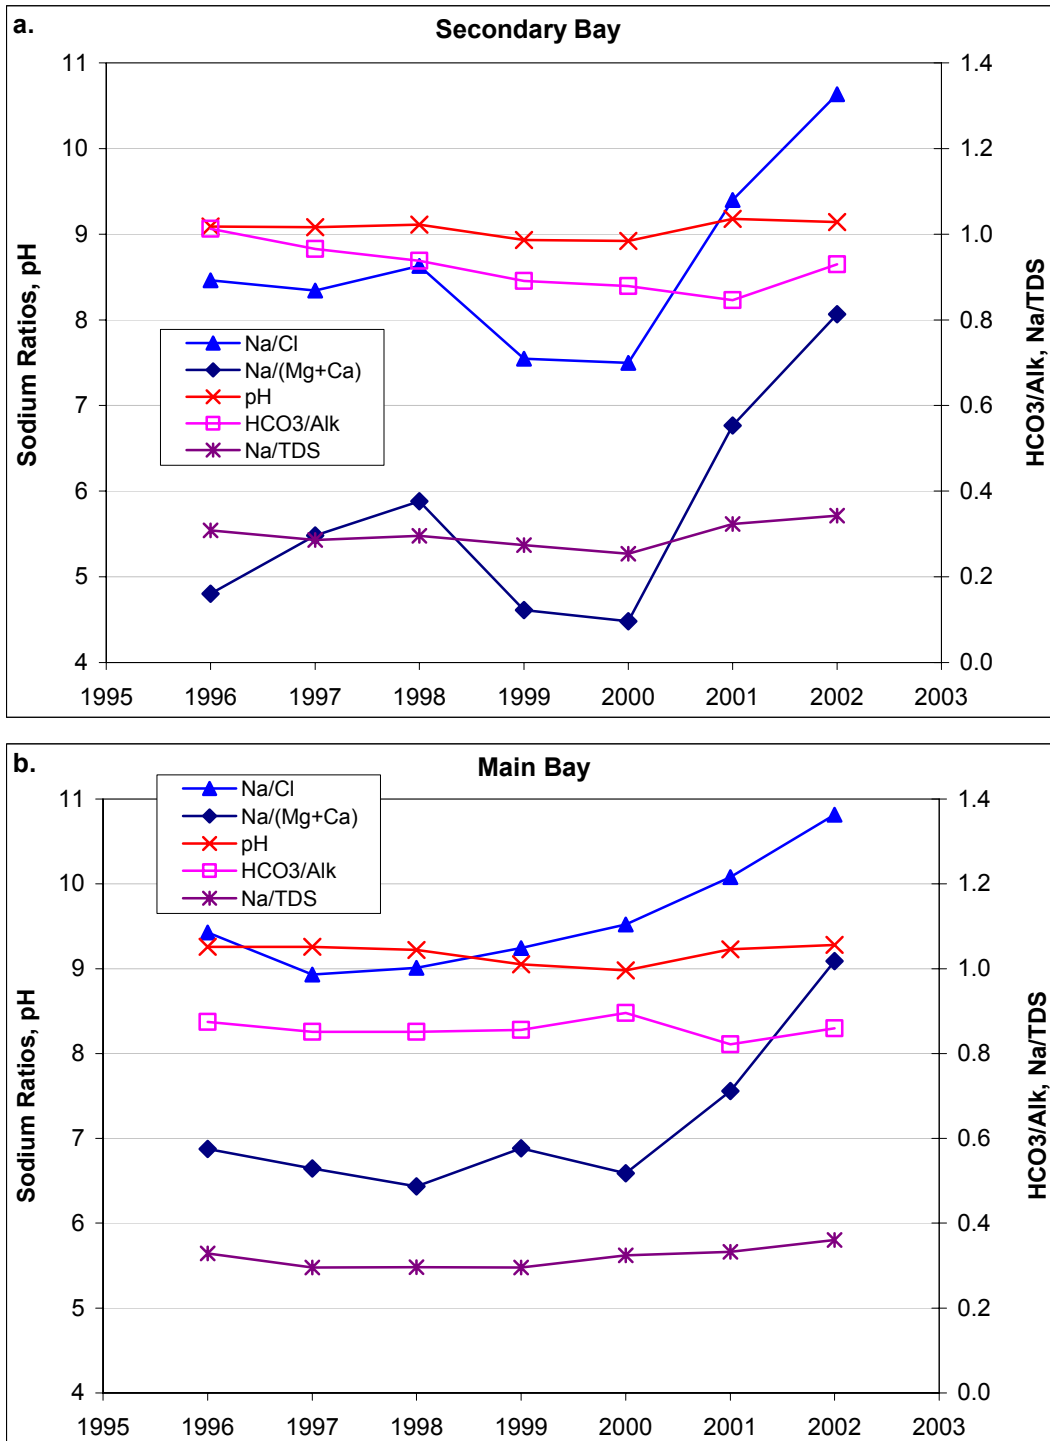 a.
Secondary Bay
11
10
9
8
7
6
5
4
Sodium Ratios, pH
1.4
1.2
1.0
0.8
0.6
0.4
0.2
0.0
HCO3/Alk, Na/TDS
Na/Cl
Na/(Mg+Ca)
pH
HCO3/Alk
Na/TDS
1995 1996 1997 1998 1999 2000 2001 2002 2003
b.
Main Bay
11
10
9
8
7
6
5
4
Sodium Ratios, pH
1.4
1.2
1.0
0.8
0.6
0.4
0.2
0.0
HCO3/Alk, Na/TDS
Na/Cl
Na/(Mg+Ca)
pH
HCO3/Alk
Na/TDS
1995 1996 1997 1998 1999 2000 2001 2002 2003